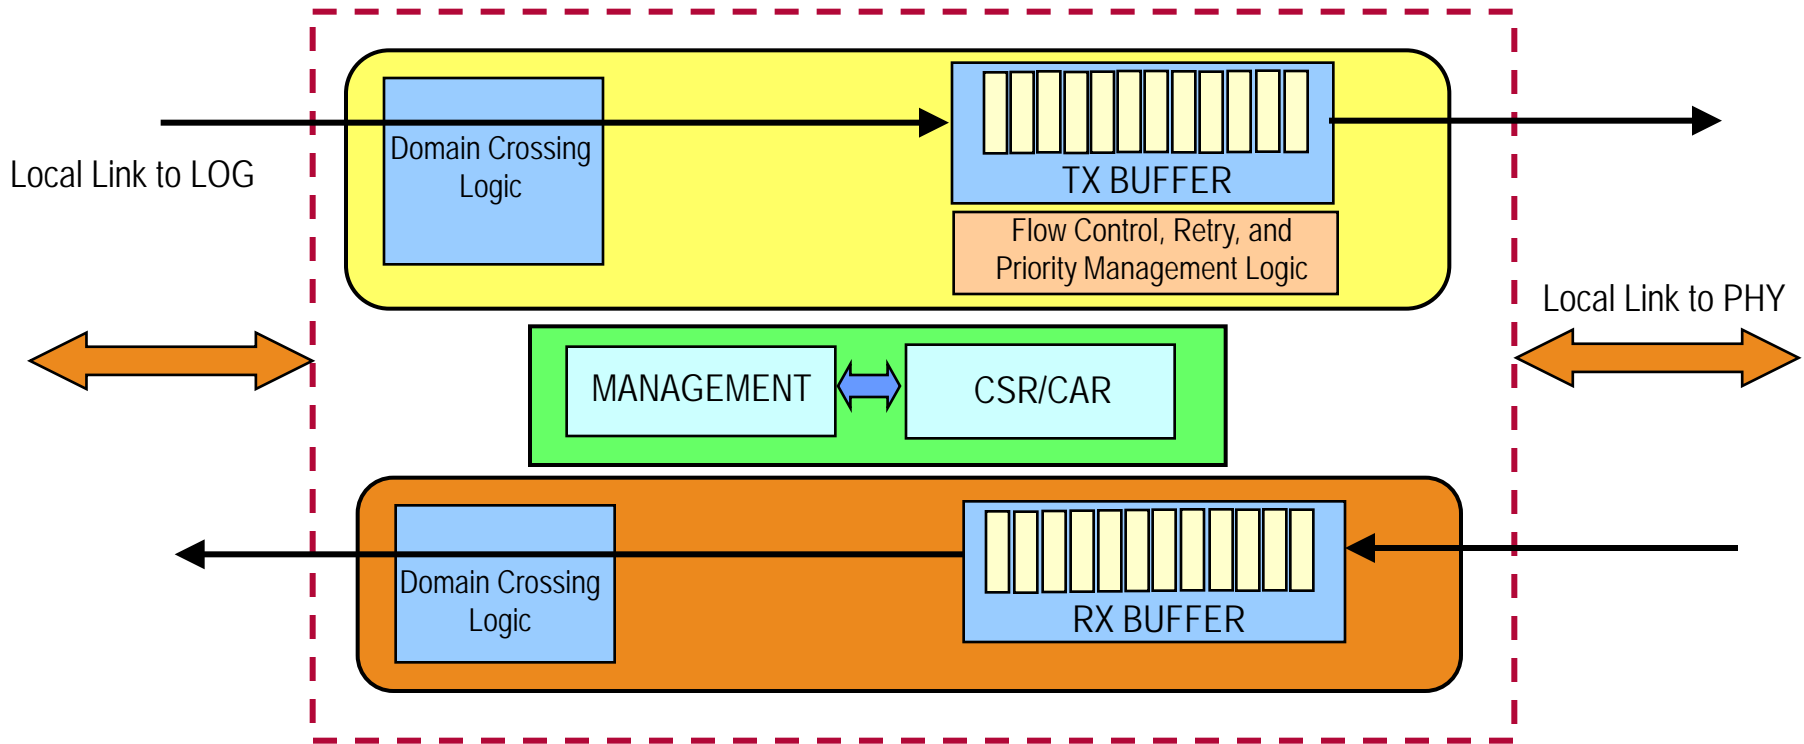 Domain Crossing
Logic
TX BUFFER
Local Link to LOG
Flow Control, Retry, and
Priority Management Logic
Local Link to PHY
MANAGEMENT
CSR/CAR
Domain Crossing
Logic
RX BUFFER